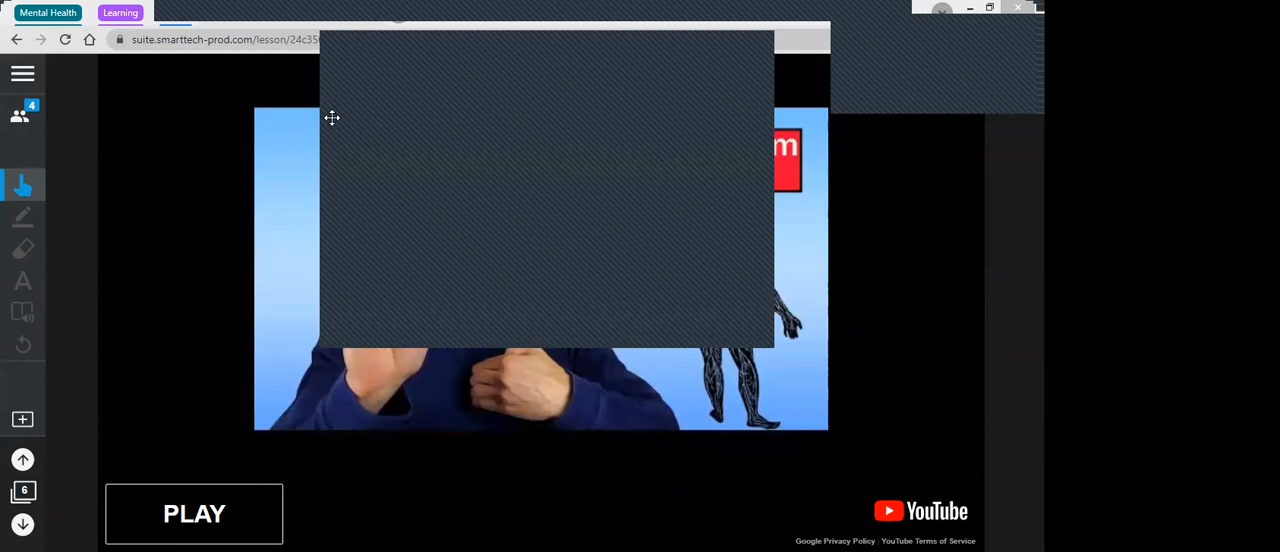 Mental Health
Learning
suite.smarttech-prod.com/lesson/24c35
4
m
6
PLAY
YouTube
Google Privacy Policy | YouTube Terms of Service